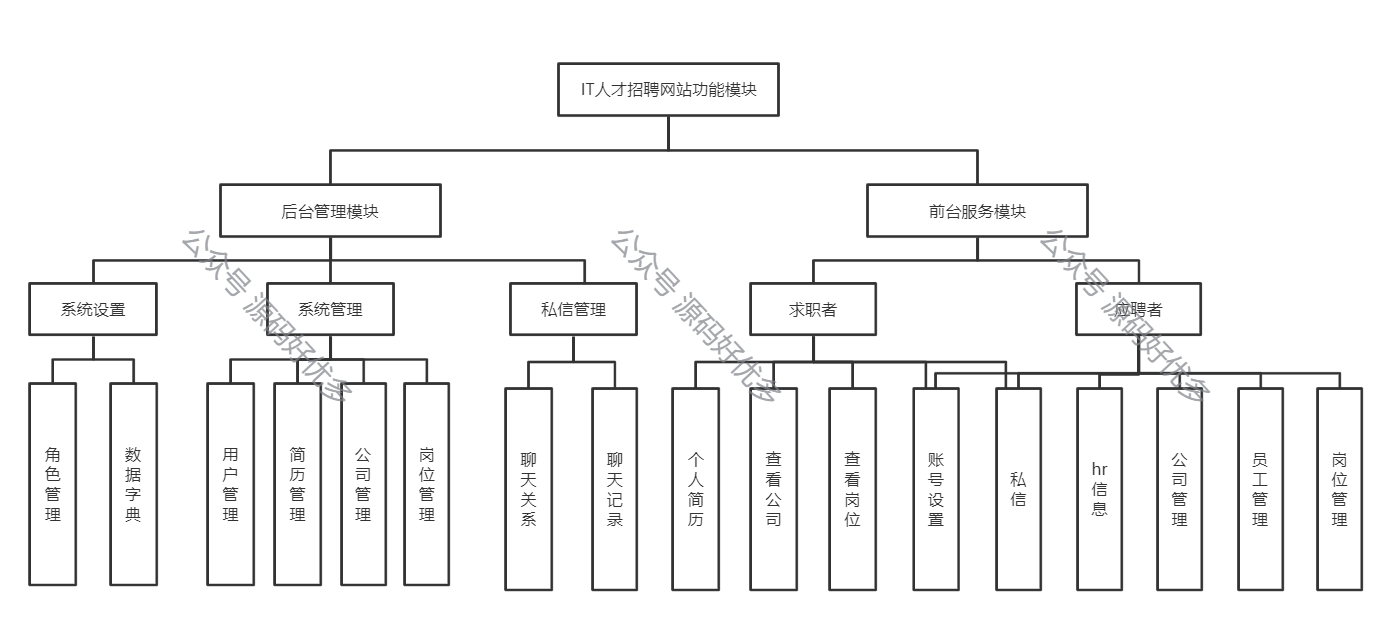 IT人才招聘网站功能模块
后台管理模块
前台服务模块
公众号 源码好优多
公众号 源码好优多
公众号 源码好优多
系统设置
系统管理
私信管理
求职者
应聘者
角色管理
数据字典
用户管理
简历管理
公司管理
岗位管理
聊天关系
聊天记录
个人简历
查看公司
查看岗位
账号设置
私信
hr信息
公司管理
员工管理
岗位管理